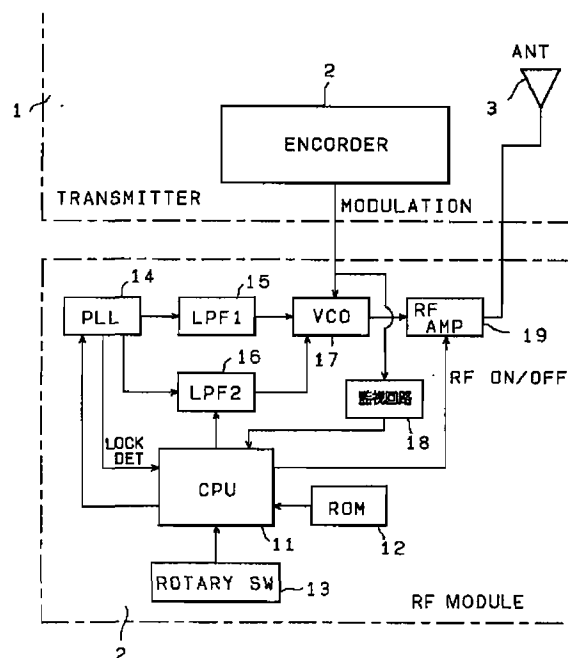 ANT
2
1
3
ENCORDER
TRANSMITTER
MODULATION
14
15
PLL
LPF1
VCO
RF AMP
17
19
16
LPF2
RF ON/OFF
監視回路
18
LOCK DET
CPU
ROM
11
12
ROTARY SW
13
RF MODULE
2